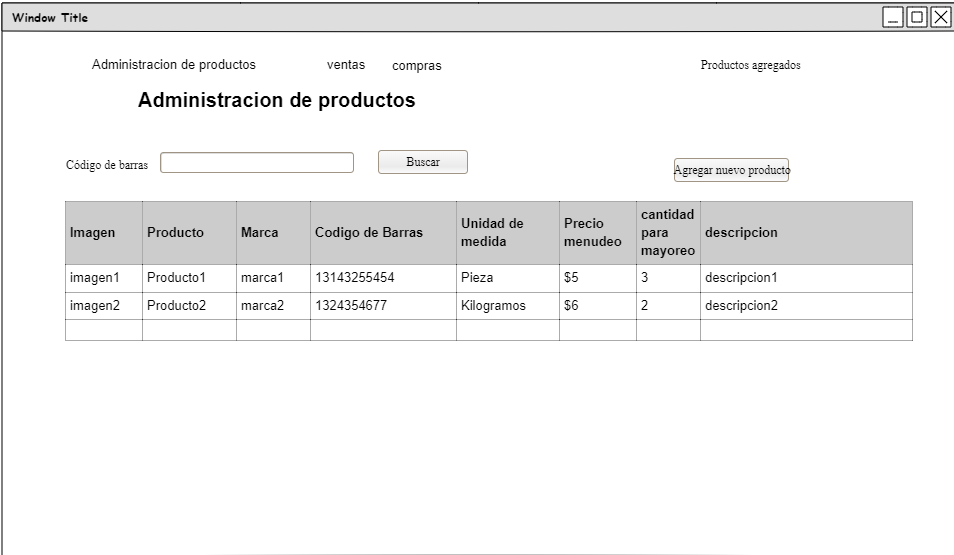 Window Title
Administracion de productos ventas compras Productos agregados
Administracion de productos
Código de barras Buscar Agregar nuevo producto
Imagen Producto Marca Codigo de Barras Unidad de medida Precio menudeo cantidad para mayoreo descripcion
imagen1 Producto1 marca1 13143255454 Pieza $5 3 descripcion1
imagen2 Producto2 marca2 1324354677 Kilogramos $6 2 descripcion2